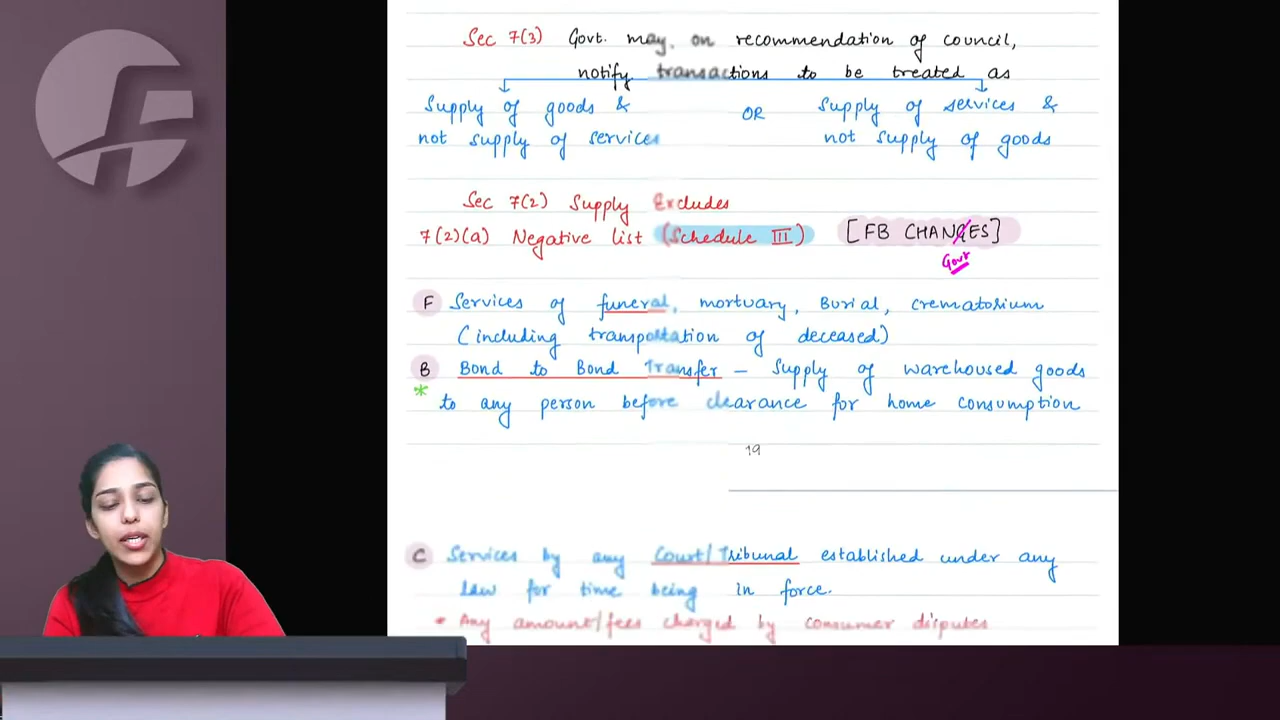 Sec 7(3) Govt. may, on recommendation of council,
notify transactions to be treated as
Supply of goods & OR Supply of services &
not supply of services not supply of goods
Sec 7(2) Supply Excludes
7(2)(a) Negative list (Schedule III) [FB CHANGES]
Govt
F Services of funeral, mortuary, Burial, crematorium
(including transportation of deceased)
B Bond to Bond Transfer – Supply of warehoused goods
* to any person before clearance for home consumption
19
C Services by any Court/Tribunal established under any
law for time being in force.
• Any amount/fees charged by consumer disputes